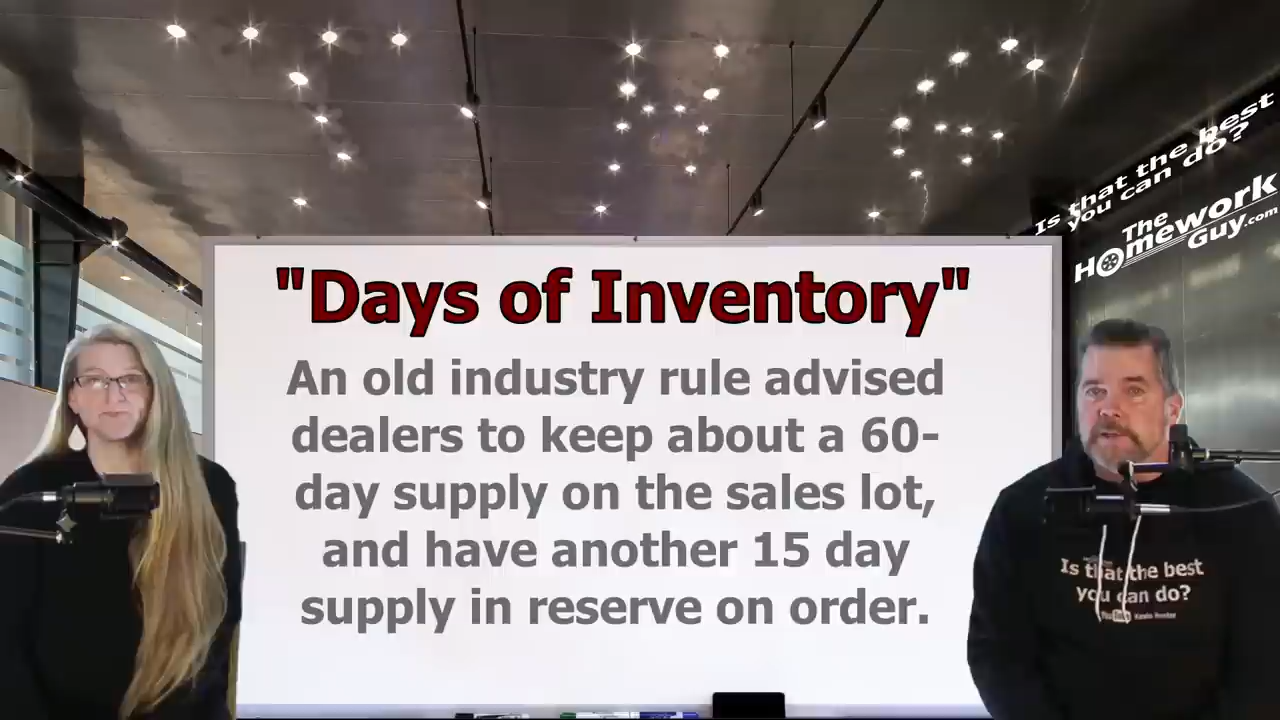 Is that the best
you can do?
The
Homework
Guy.com
"Days of Inventory"
An old industry rule advised
dealers to keep about a 60-
day supply on the sales lot,
and have another 15 day
supply in reserve on order.
Is that the best
you can do?